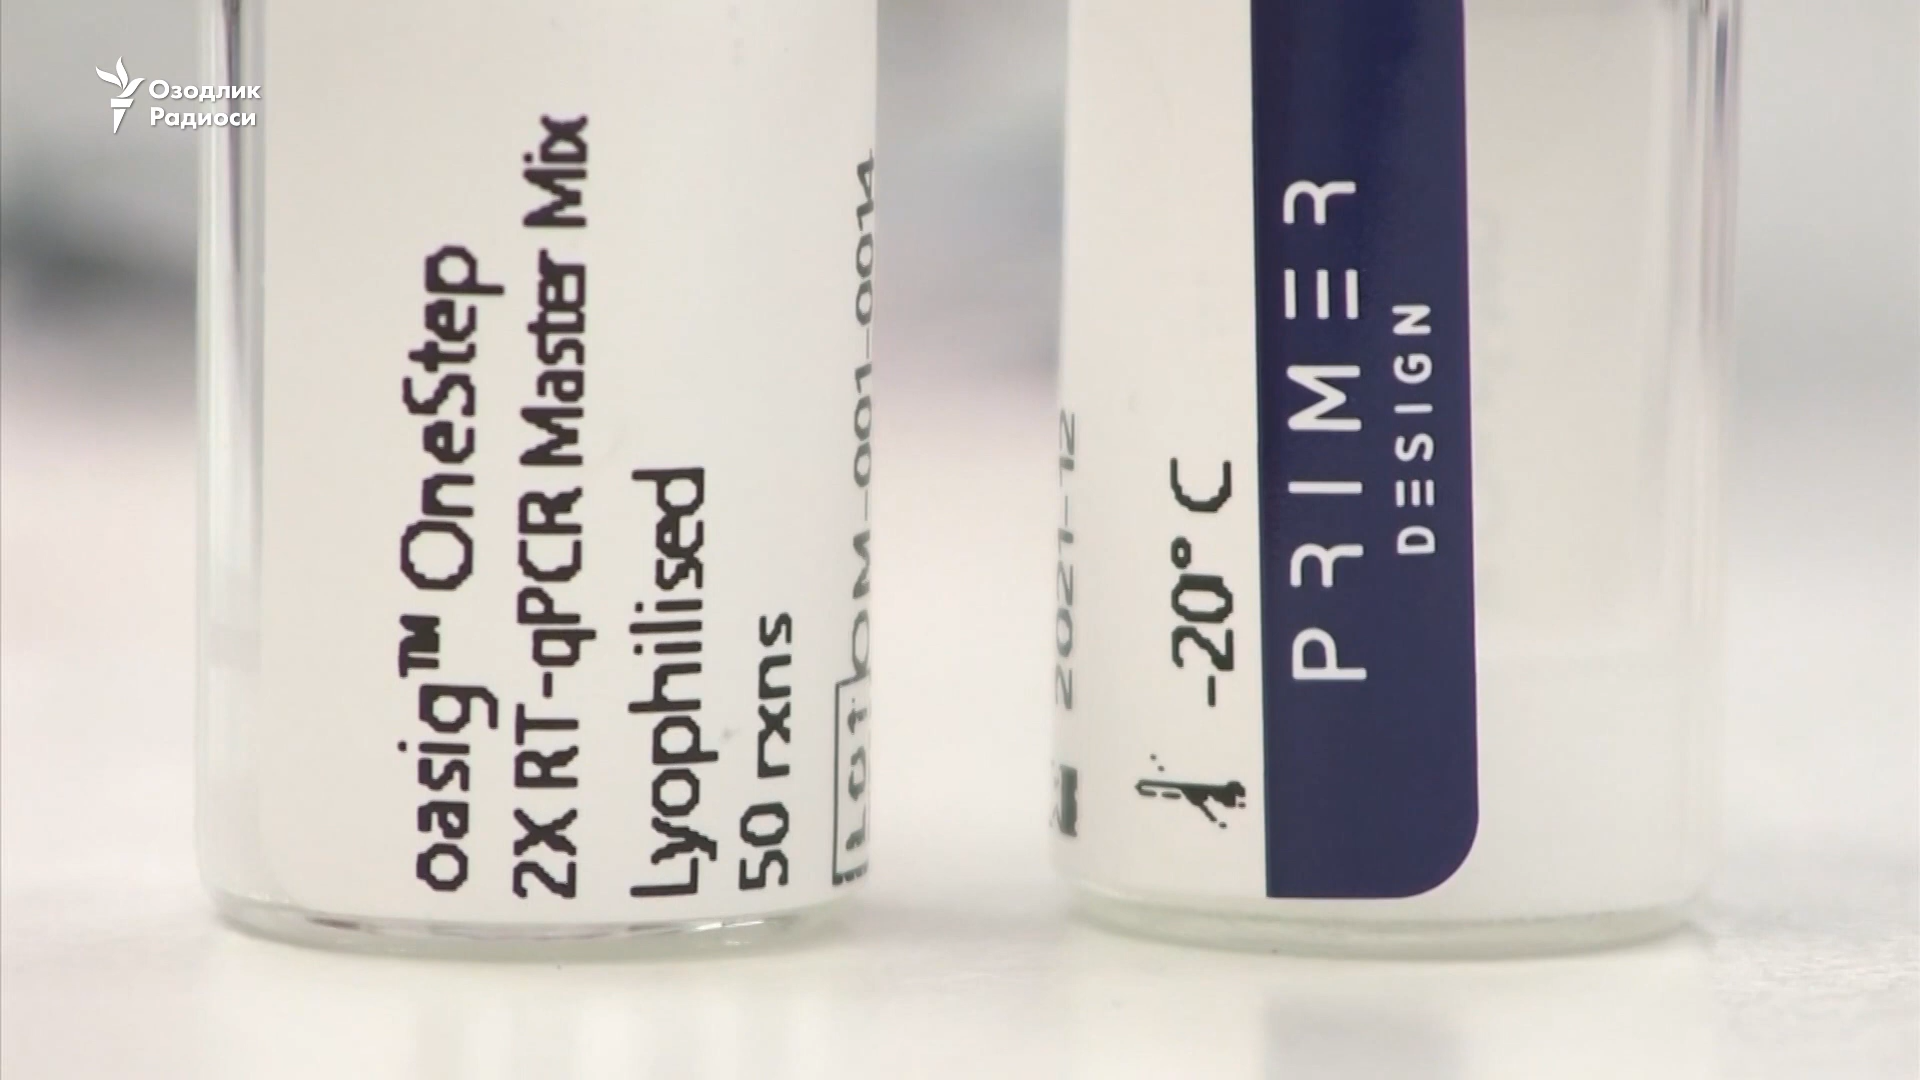 Озодлик
Радиоси
oasig™ OneStep
2X RT-qPCR Master Mix
Lyophilised
50 rxns
2021-12
-20° C
PRIMER
DESIGN